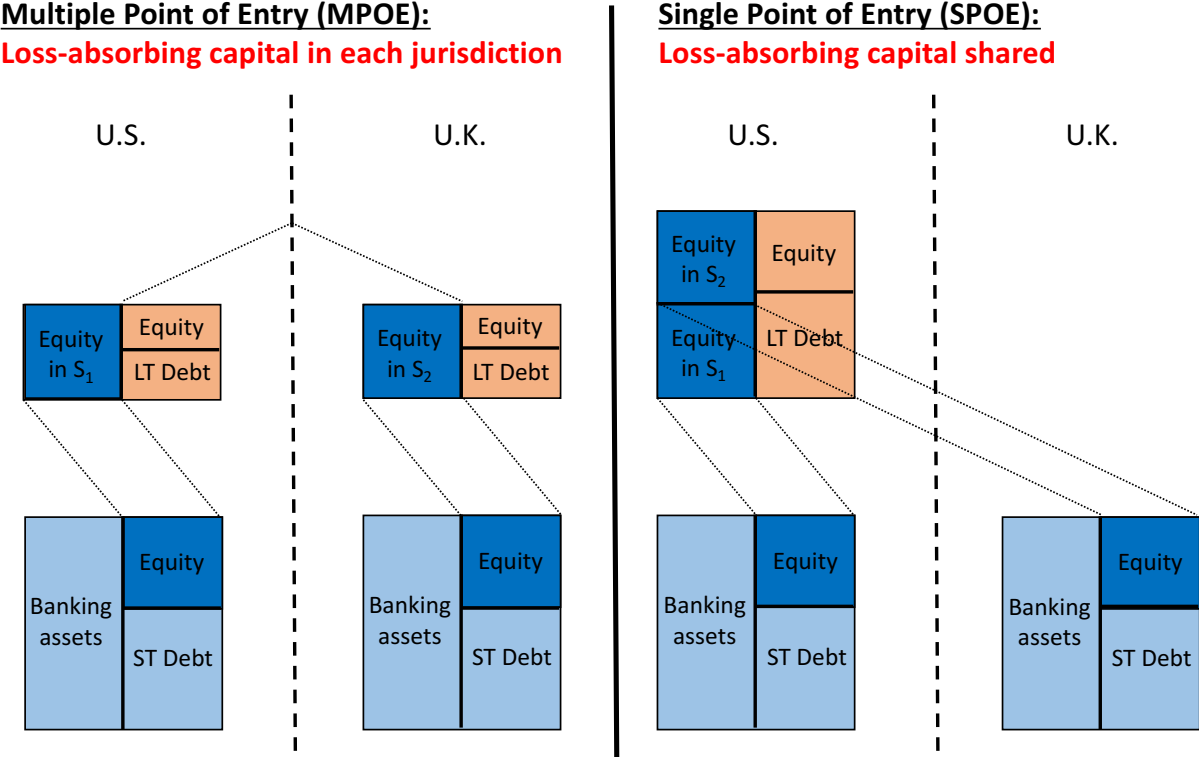 Multiple Point of Entry (MPOE):
Loss-absorbing capital in each jurisdiction
U.S.
U.K.
Equity
in S₁
Equity
LT Debt
Equity
in S₂
Equity
LT Debt
Banking
assets
Equity
ST Debt
Banking
assets
Equity
ST Debt
Single Point of Entry (SPOE):
Loss-absorbing capital shared
U.S.
U.K.
Equity
in S₂
Equity
Equity
in S₁
LT Debt
Banking
assets
Equity
ST Debt
Banking
assets
Equity
ST Debt